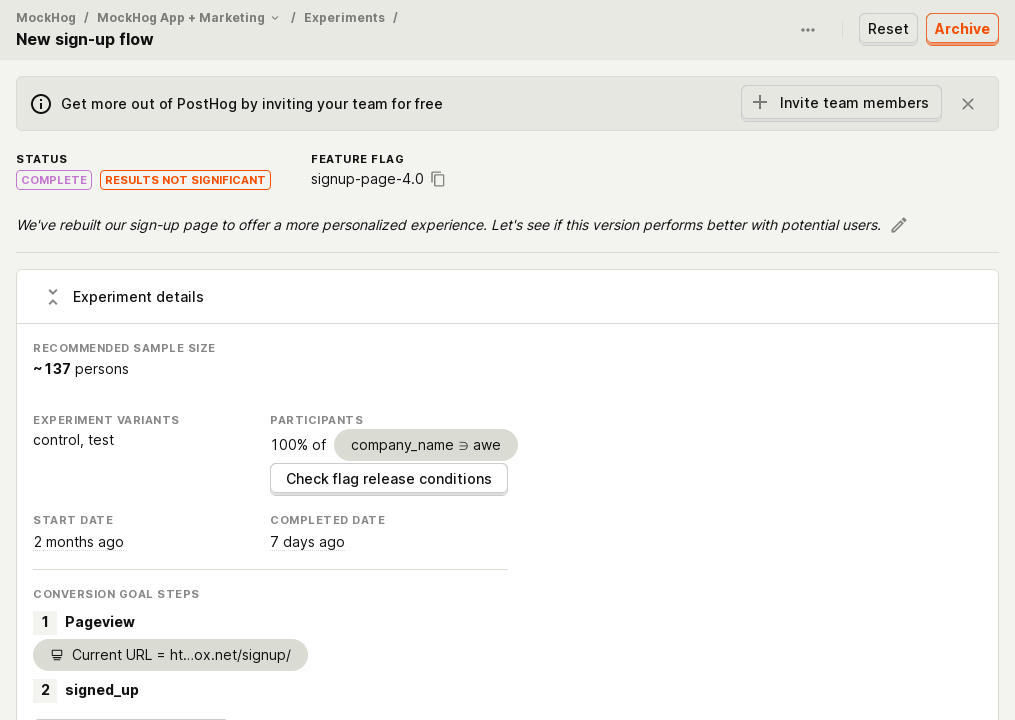 MockHog / MockHog App + Marketing / Experiments /
New sign-up flow
Reset
Archive
Get more out of PostHog by inviting your team for free
Invite team members
STATUS
COMPLETE
RESULTS NOT SIGNIFICANT
FEATURE FLAG
signup-page-4.0
We've rebuilt our sign-up page to offer a more personalized experience. Let's see if this version performs better with potential users.
Experiment details
RECOMMENDED SAMPLE SIZE
~137 persons
EXPERIMENT VARIANTS
control, test
PARTICIPANTS
100% of company_name ∋ awe
Check flag release conditions
START DATE
2 months ago
COMPLETED DATE
7 days ago
CONVERSION GOAL STEPS
1 Pageview
Current URL = ht...ox.net/signup/
2 signed_up